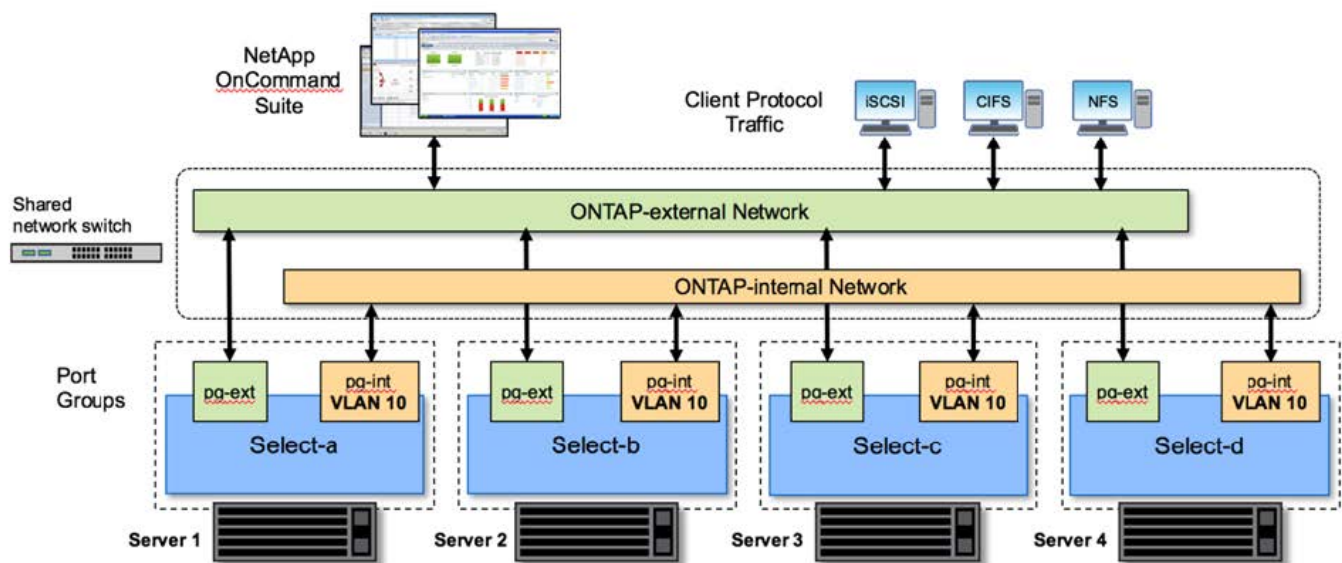 NetApp
OnCommand
Suite
Client Protocol
Traffic
iSCSI
CIFS
NFS
Shared
network switch
ONTAP-external Network
ONTAP-internal Network
Port
Groups
pg-ext
pg-int
VLAN 10
Select-a
pg-ext
pg-int
VLAN 10
Select-b
pg-ext
pg-int
VLAN 10
Select-c
pg-ext
pg-int
VLAN 10
Select-d
Server 1
Server 2
Server 3
Server 4